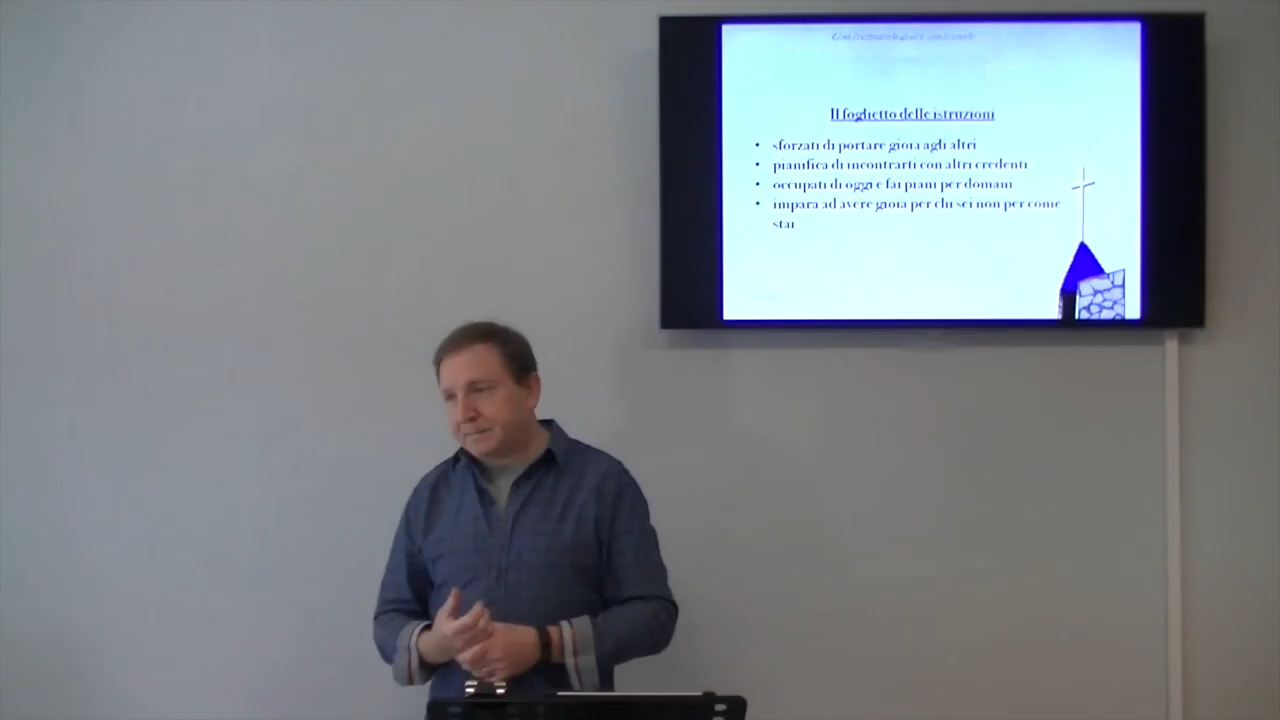 Il foglietto delle istruzioni
• sforzati di portare gioia agli altri
• pianifica di incontrarti con altri credenti
• occupati di oggi e fai piani per domani
• impara ad avere gioia per chi sei non per come
stai